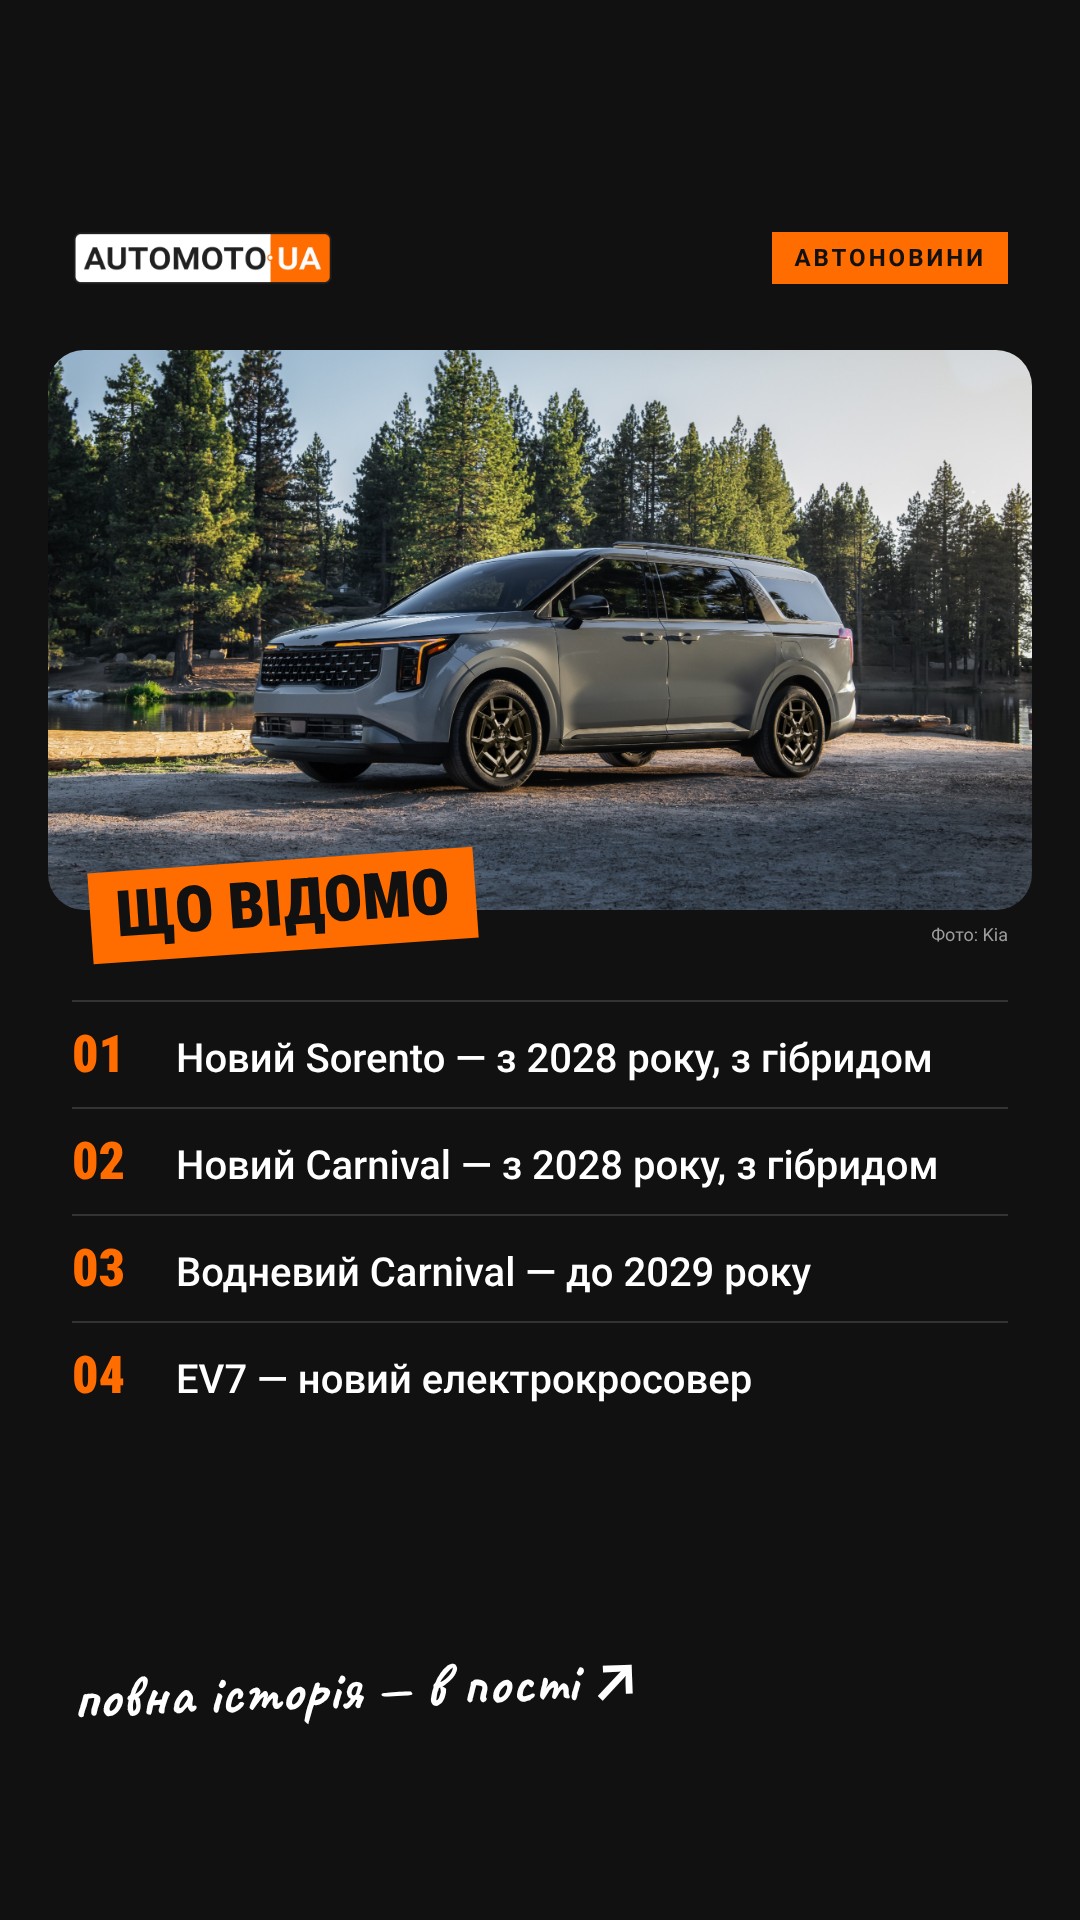 AUTOMOTO·UA
АВТОНОВИНИ
ЩО ВІДОМО
Фото: Kia
01 Новий Sorento — з 2028 року, з гібридом
02 Новий Carnival — з 2028 року, з гібридом
03 Водневий Carnival — до 2029 року
04 EV7 — новий електрокросовер
повна історія — в пості ↗